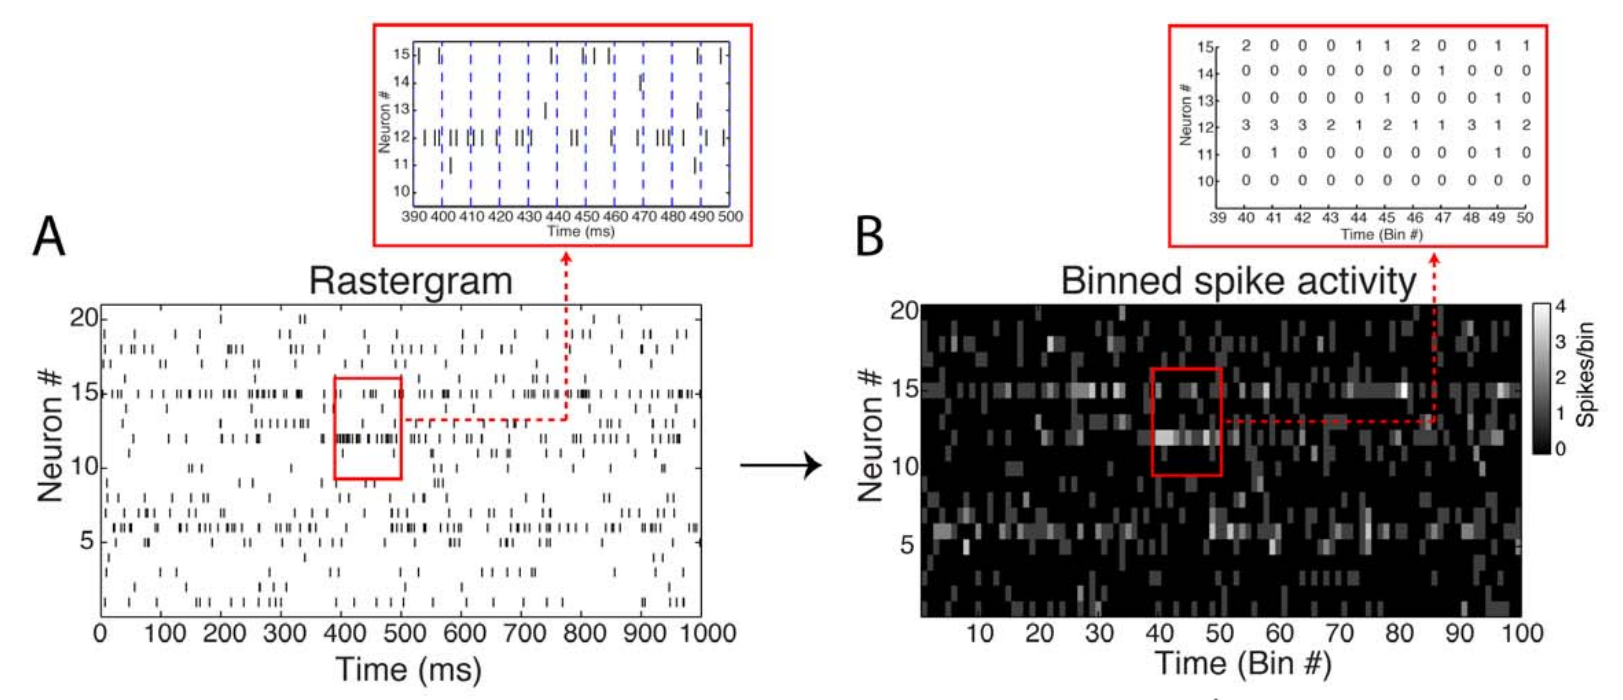 15
14
13
12
11
10
Neuron #
390 400 410 420 430 440 450 460 470 480 490 500
Time (ms)
15 2 0 0 0 1 1 2 0 0 1 1
14 0 0 0 0 0 0 0 1 0 0 0
13 0 0 0 0 0 1 0 0 0 1 0
12 3 3 3 2 1 2 1 1 3 1 2
11 0 1 0 0 0 0 0 0 0 1 0
10 0 0 0 0 0 0 0 0 0 0 0
Neuron #
39 40 41 42 43 44 45 46 47 48 49 50
Time (Bin #)
A
Rastergram
20
15
10
5
Neuron #
0 100 200 300 400 500 600 700 800 900 1000
Time (ms)
B
Binned spike activity
20
15
10
5
Neuron #
10 20 30 40 50 60 70 80 90 100
Time (Bin #)
4
3
2
1
0
Spikes/bin